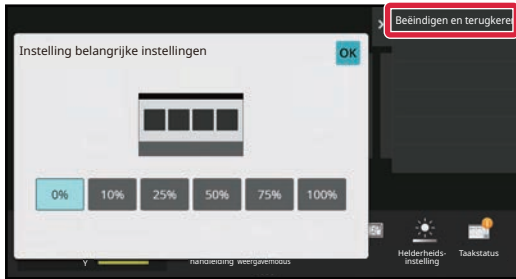 Beëindigen en terugkeren
Instelling belangrijke instellingen
OK
0% 10% 25% 50% 75% 100%
Helderheids-
instelling
Taakstatus
Y
handleiding weergavemodus